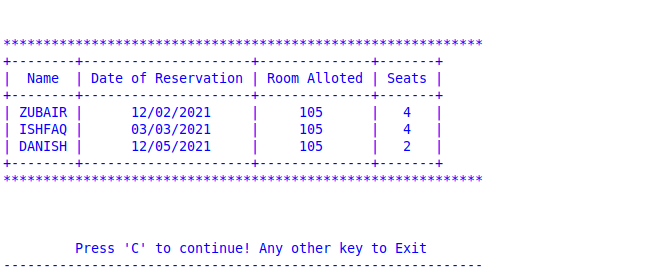 ************************************************************
+--------+---------------------+--------------+-------+
|  Name  | Date of Reservation | Room Alloted | Seats |
+--------+---------------------+--------------+-------+
| ZUBAIR |      12/02/2021     |     105      |   4   |
| ISHFAQ |      03/03/2021     |     105      |   4   |
| DANISH |      12/05/2021     |     105      |   2   |
+--------+---------------------+--------------+-------+
************************************************************
         Press 'C' to continue! Any other key to Exit
------------------------------------------------------------